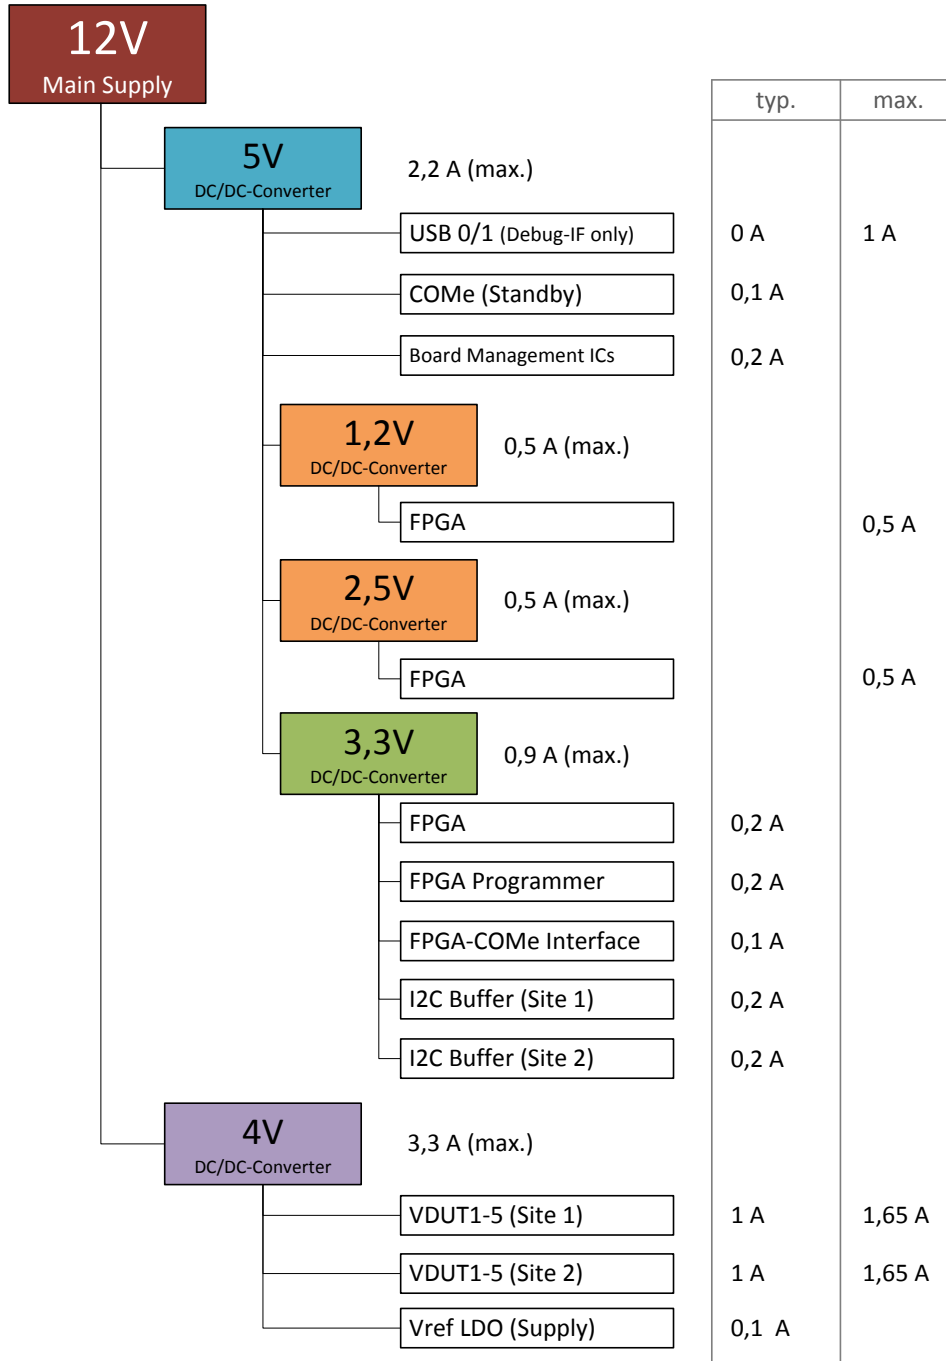 12V
Main Supply
typ. max.
5V
DC/DC-Converter
2,2 A (max.)
USB 0/1 (Debug-IF only) 0 A 1 A
COMe (Standby) 0,1 A
Board Management ICs 0,2 A
1,2V
DC/DC-Converter
0,5 A (max.)
FPGA 0,5 A
2,5V
DC/DC-Converter
0,5 A (max.)
FPGA 0,5 A
3,3V
DC/DC-Converter
0,9 A (max.)
FPGA 0,2 A
FPGA Programmer 0,2 A
FPGA-COMe Interface 0,1 A
I2C Buffer (Site 1) 0,2 A
I2C Buffer (Site 2) 0,2 A
4V
DC/DC-Converter
3,3 A (max.)
VDUT1-5 (Site 1) 1 A 1,65 A
VDUT1-5 (Site 2) 1 A 1,65 A
Vref LDO (Supply) 0,1 A